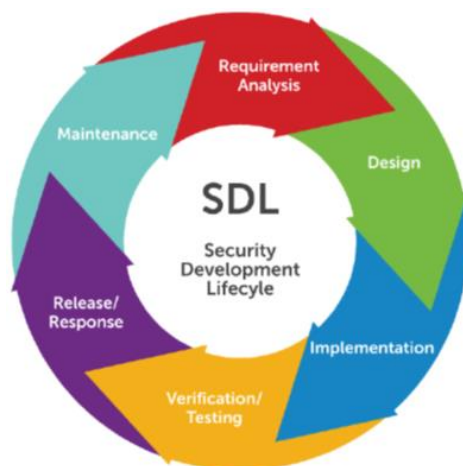 SDL
Security
Development
Lifecyle
Requirement
Analysis
Design
Implementation
Verification/
Testing
Release/
Response
Maintenance